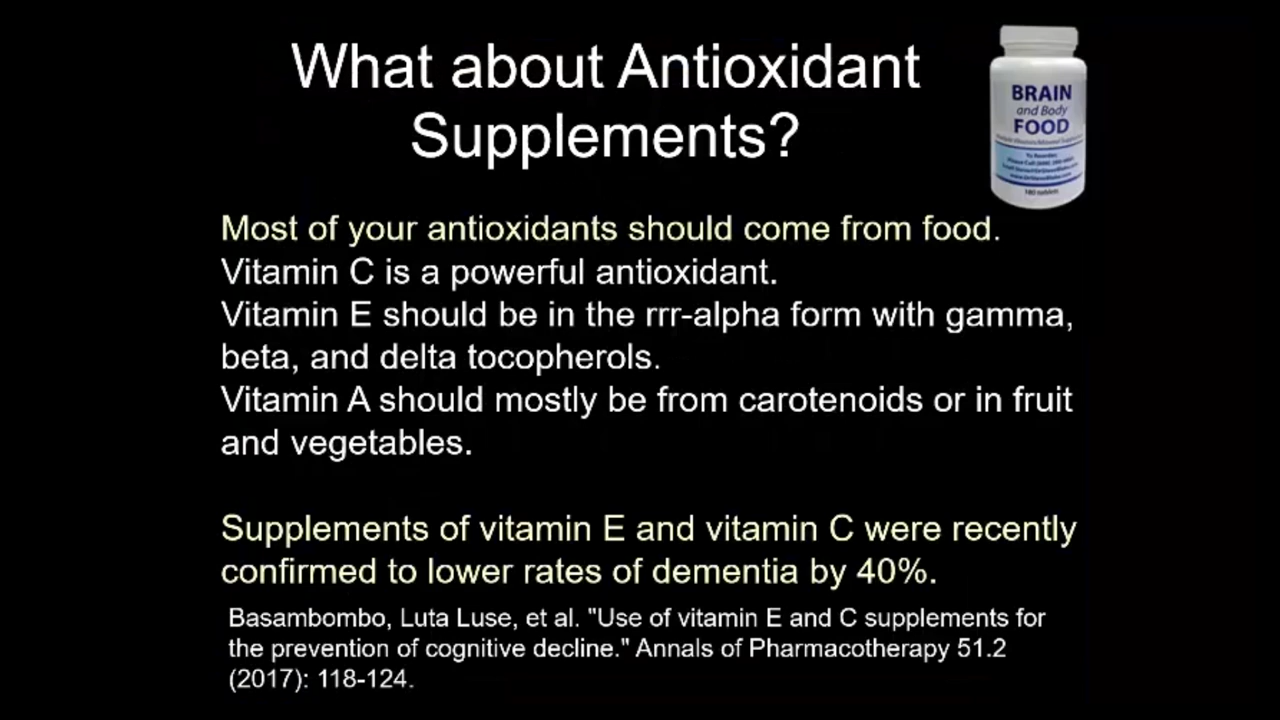 What about Antioxidant
Supplements?
BRAIN
and Body
FOOD
To Reorder:
180 tablets
Most of your antioxidants should come from food.
Vitamin C is a powerful antioxidant.
Vitamin E should be in the rrr-alpha form with gamma,
beta, and delta tocopherols.
Vitamin A should mostly be from carotenoids or in fruit
and vegetables.
Supplements of vitamin E and vitamin C were recently
confirmed to lower rates of dementia by 40%.
Basambombo, Luta Luse, et al. "Use of vitamin E and C supplements for
the prevention of cognitive decline." Annals of Pharmacotherapy 51.2
(2017): 118-124.